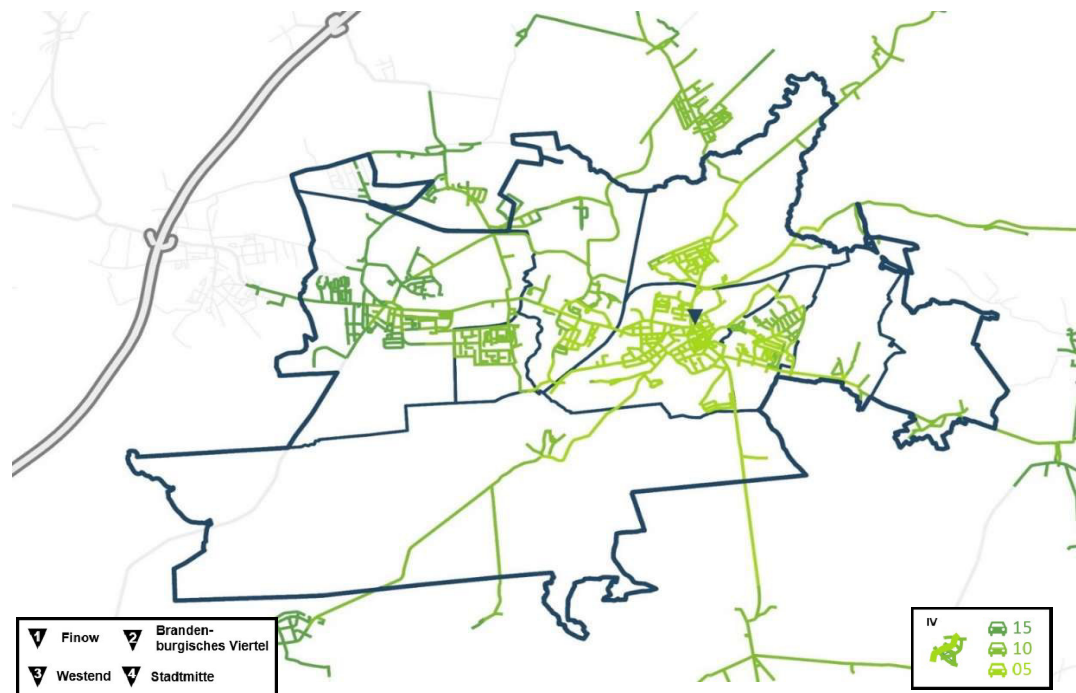 1 Finow
2 Branden-
burgisches Viertel
3 Westend
4 Stadtmitte
IV
15
10
05